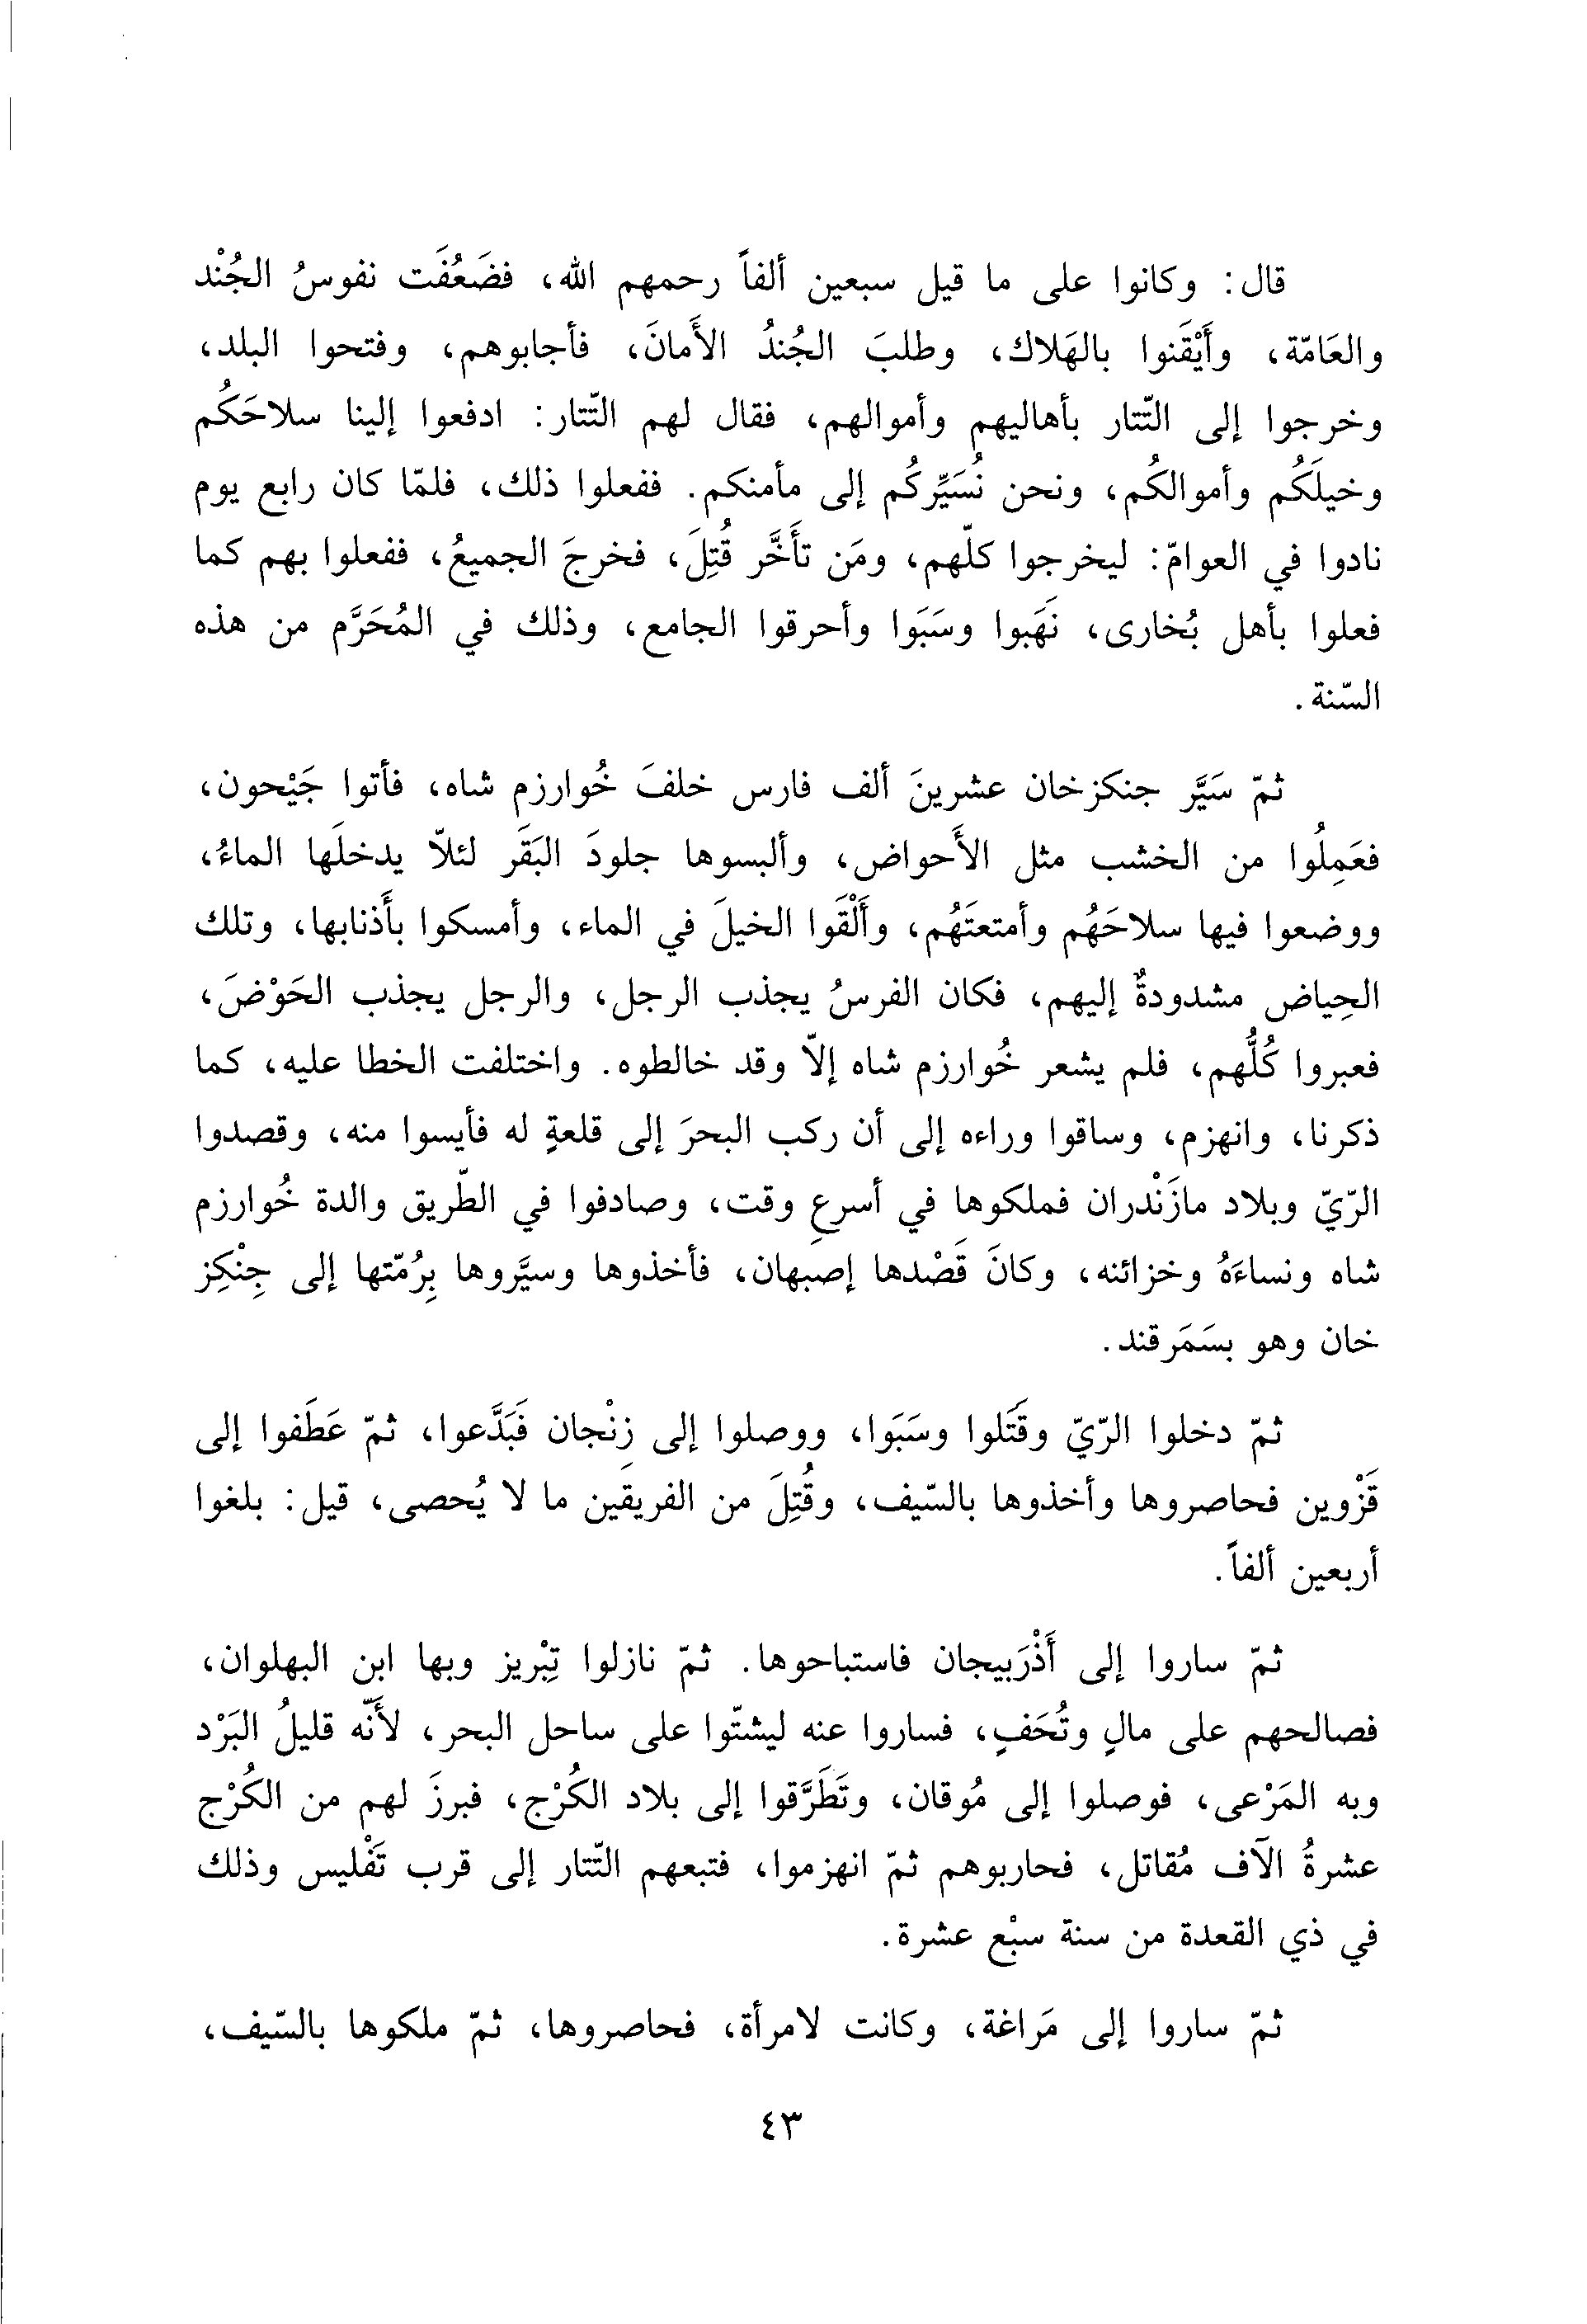 قال: وكانوا على ما قيل سبعين ألفاً رحمهم الله، فضَعُفَت نفوسُ الجُنْد
والعَامّة، وأَيْقَنوا بالهَلاك، وطلبَ الجُندُ الأَمانَ، فأجابوهم، وفتحوا البلد،
وخرجوا إلى التّتار بأهاليهم وأموالهم، فقال لهم التّتار: ادفعوا إلينا سلاحَكُم
وخيلَكُم وأموالكُم، ونحن نُسَيِّركُم إلى مأمنكم. ففعلوا ذلك، فلمّا كان رابع يوم
نادوا في العوامّ: ليخرجوا كلّهم، ومَن تأَخَّر قُتِلَ، فخرجَ الجميعُ، ففعلوا بهم كما
فعلوا بأهل بُخارى، نَهَبوا وسَبَوا وأحرقوا الجامع، وذلك في المُحَرَّم من هذه
السّنة.
ثمّ سَيَّر جنكزخان عشرينَ ألف فارس خلفَ خُوارزم شاه، فأتوا جَيْحون،
فعَمِلُوا من الخشب مثل الأَحواض، وألبسوها جلودَ البَقَر لئلاّ يدخلَها الماءُ،
ووضعوا فيها سلاحَهُم وأمتعتَهُم، وأَلْقَوا الخيلَ في الماء، وأمسكوا بأَذنابها، وتلك
الحِياض مشدودةٌ إليهم، فكان الفرسُ يجذب الرجل، والرجل يجذب الحَوْضَ،
فعبروا كُلُّهم، فلم يشعر خُوارزم شاه إلاّ وقد خالطوه. واختلفت الخطا عليه، كما
ذكرنا، وانهزم، وساقوا وراءه إلى أن ركب البحرَ إلى قلعةٍ له فأيسوا منه، وقصدوا
الرّيّ وبلاد مازَنْدران فملكوها في أسرعِ وقت، وصادفوا في الطّريق والدة خُوارزم
شاه ونساءَهُ وخزائنه، وكانَ قَصْدها إصبهان، فأخذوها وسيَّروها بِرُمّتها إلى جِنْكِز
خان وهو بسَمَرقند.
ثمّ دخلوا الرّيّ وقَتَلوا وسَبَوا، ووصلوا إلى زِنْجان فَبَدَّعوا، ثمّ عَطَفوا إلى
قَزْوين فحاصروها وأخذوها بالسّيف، وقُتِلَ من الفريقَين ما لا يُحصى، قيل: بلغوا
أربعين ألفاً.
ثمّ ساروا إلى أَذْرَبيجان فاستباحوها. ثمّ نازلوا تِبْريز وبها ابن البهلوان،
فصالحهم على مالٍ وتُحَفٍ، فساروا عنه ليشتّوا على ساحل البحر، لأَنّه قليلُ البَرْد
وبه المَرْعى، فوصلوا إلى مُوقان، وتَطَرَّقوا إلى بلاد الكُرْج، فبرزَ لهم من الكُرْج
عشرةُ آلاف مُقاتل، فحاربوهم ثمّ انهزموا، فتبعهم التّتار إلى قرب تَفْليس وذلك
في ذي القعدة من سنة سبْع عشرة.
ثمّ ساروا إلى مَراغة، وكانت لامرأة، فحاصروها، ثمّ ملكوها بالسّيف،
٤٣